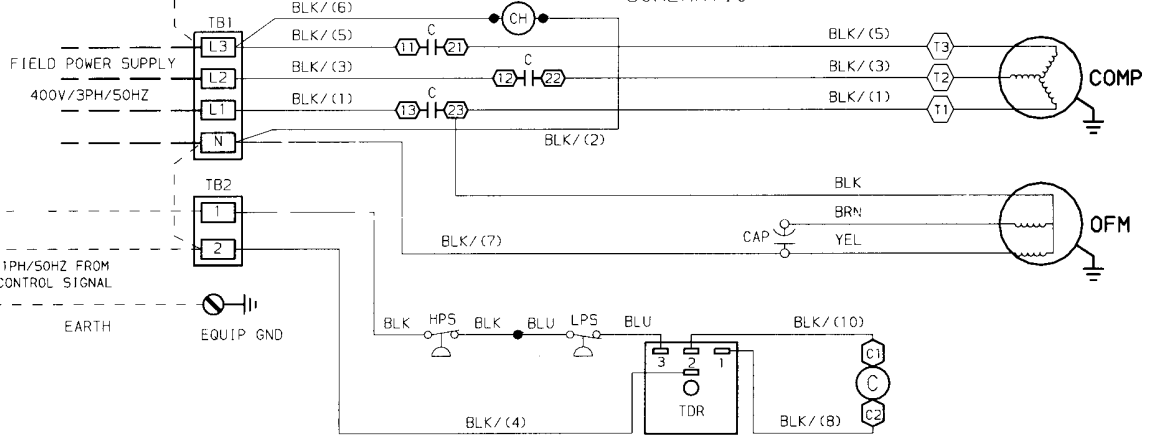 BLK/(6)
CH
TB1
L3
BLK/(5)
11
C
21
BLK/(5)
T3
FIELD POWER SUPPLY
L2
BLK/(3)
12
C
22
BLK/(3)
T2
COMP
400V/3PH/50HZ
L1
BLK/(1)
13
C
23
BLK/(1)
T1
N
BLK/(2)
TB2
1
BLK
BRN
OFM
2
BLK/(7)
CAP
YEL
1PH/50HZ FROM
CONTROL SIGNAL
EARTH
EQUIP GND
BLK
HPS
BLK
BLU
LPS
BLU
BLK/(10)
3
2
1
C1
C
C2
TDR
BLK/(4)
BLK/(8)